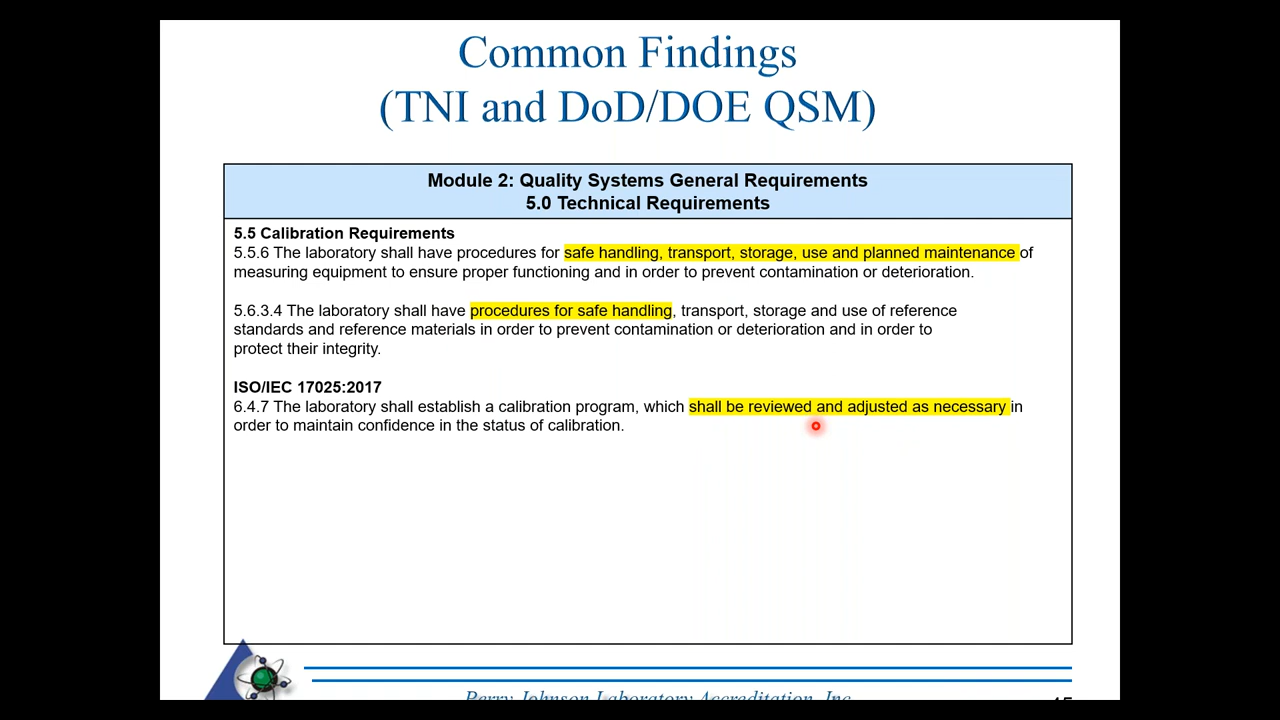 Common Findings
(TNI and DoD/DOE QSM)
Module 2: Quality Systems General Requirements
5.0 Technical Requirements
5.5 Calibration Requirements
5.5.6 The laboratory shall have procedures for safe handling, transport, storage, use and planned maintenance of
measuring equipment to ensure proper functioning and in order to prevent contamination or deterioration.
5.6.3.4 The laboratory shall have procedures for safe handling, transport, storage and use of reference
standards and reference materials in order to prevent contamination or deterioration and in order to
protect their integrity.
ISO/IEC 17025:2017
6.4.7 The laboratory shall establish a calibration program, which shall be reviewed and adjusted as necessary in
order to maintain confidence in the status of calibration.
Perry Johnson Laboratory Accreditation, Inc.